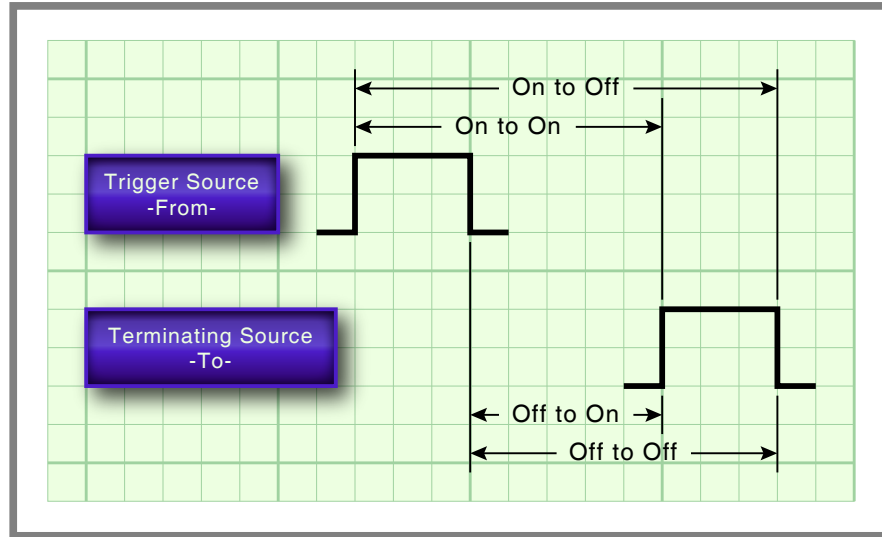 On to Off
On to On
Trigger Source
-From-
Terminating Source
-To-
Off to On
Off to Off